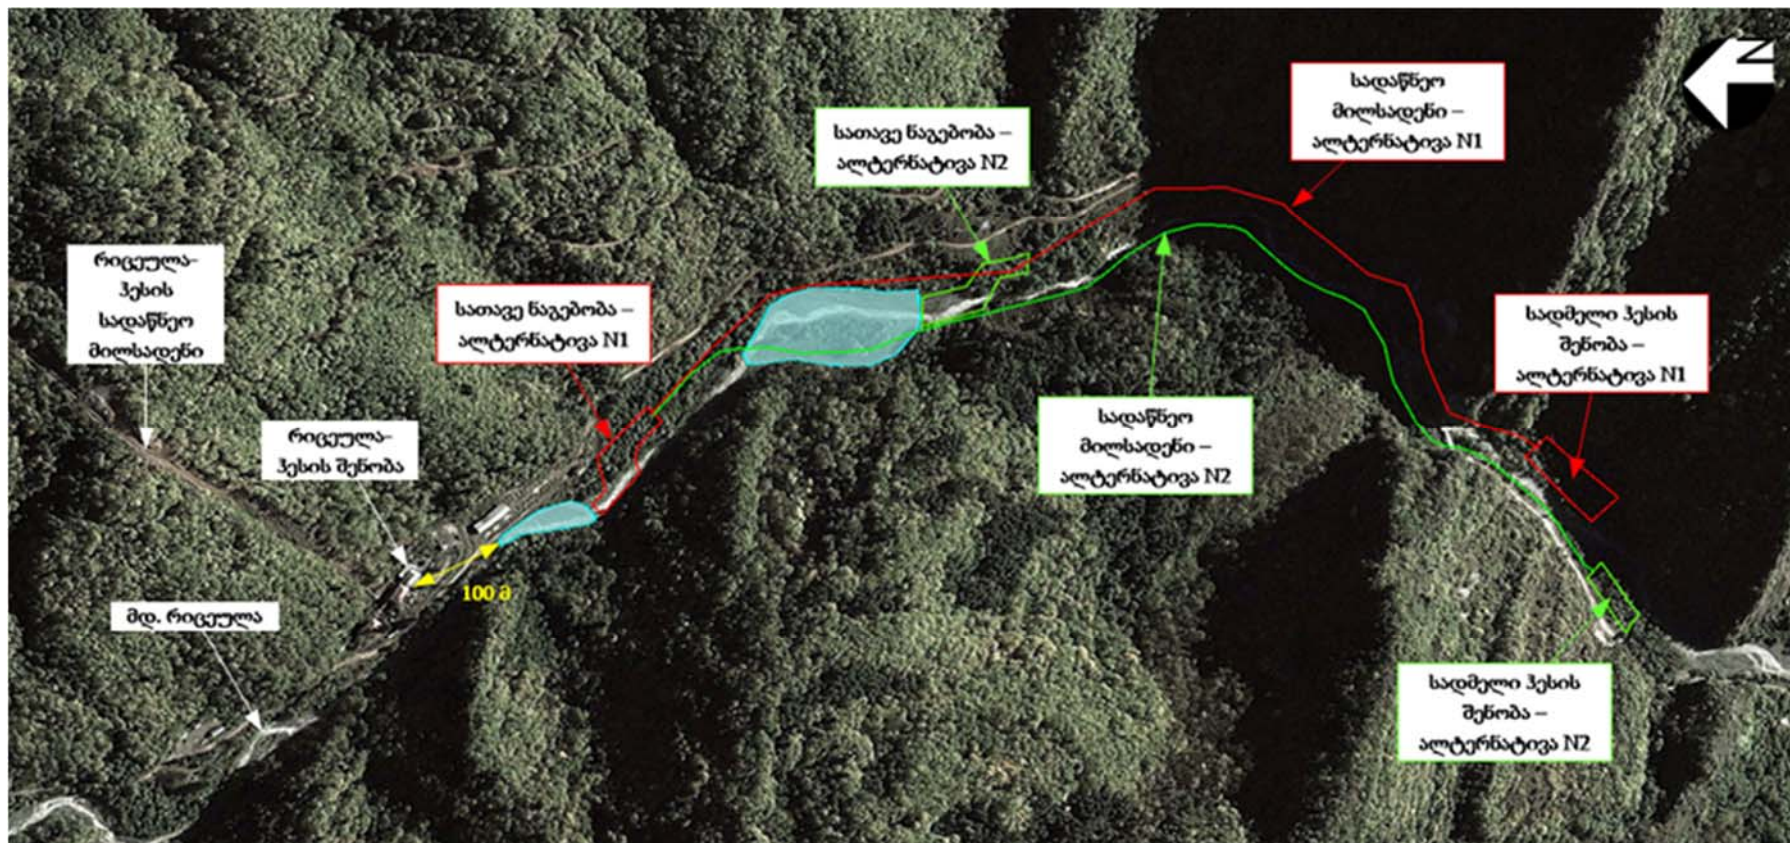 სადაწნეო
მილსადენი –
ალტერნატივა N1
სათავე ნაგებობა –
ალტერნატივა N2
რიცეულა-
ჰესის
სადაწნეო
მილსადენი
სათავე ნაგებობა –
ალტერნატივა N1
სადმელი ჰესის
შენობა –
ალტერნატივა N1
რიცეულა-
ჰესის შენობა
სადაწნეო
მილსადენი –
ალტერნატივა N2
100 მ
მდ. რიცეულა
სადმელი ჰესის
შენობა –
ალტერნატივა N2
N